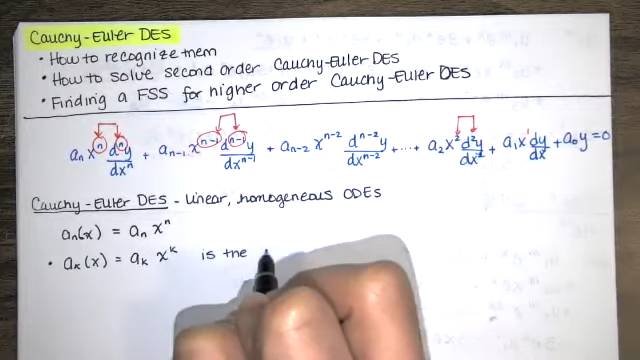 Cauchy-Euler DES
• How to recognize them
• How to solve second order Cauchy-Euler DES
• Finding a FSS for higher order Cauchy-Euler DES
aₙxⁿ dⁿy/dxⁿ + aₙ₋₁xⁿ⁻¹ dⁿ⁻¹y/dxⁿ⁻¹ + aₙ₋₂xⁿ⁻² dⁿ⁻²y/dxⁿ⁻² + ... + a₂x² d²y/dx² + a₁x¹ dy/dx¹ + a₀y = 0
Cauchy-Euler DES - linear, homogeneous ODES
aₙ(x) = aₙ xⁿ
• aₖ(x) = aₖ xᵏ is the